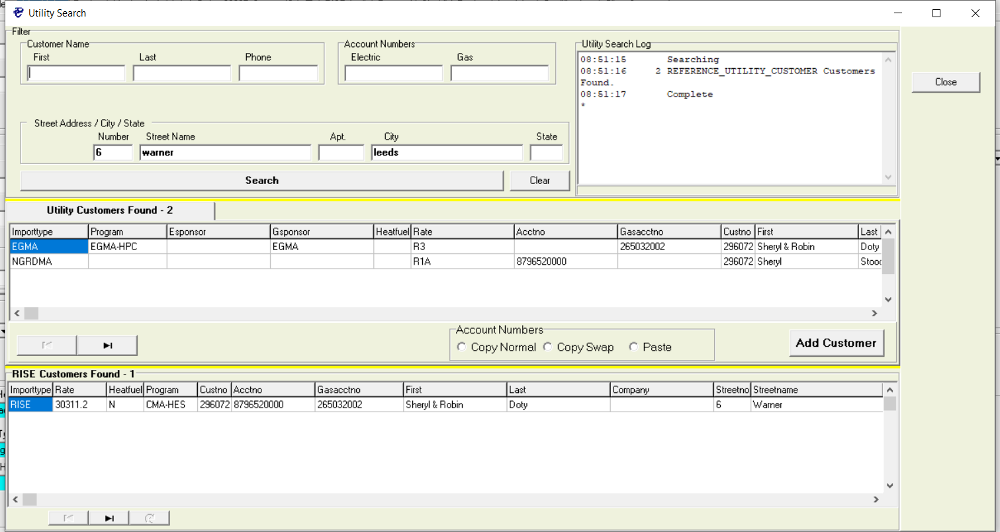 Utility Search
Filter
Customer Name
First Last Phone
Account Numbers
Electric Gas
Utility Search Log
08:51:15 Searching
08:51:16 2 REFERENCE_UTILITY_CUSTOMER Customers
Found.
08:51:17 Complete
*
Close
Street Address / City / State
Number Street Name Apt. City State
6 warner leeds
Search Clear
Utility Customers Found - 2
Importtype Program Esponsor Gsponsor Heatfuel Rate Acctno Gasacctno Custno First Last
EGMA EGMA-HPC EGMA R3 265032002 296072 Sheryl & Robin Doty
NGRDMA R1A 8796520000 296072 Sheryl
Account Numbers
Copy Normal Copy Swap Paste
Add Customer
RISE Customers Found - 1
Importtype Rate Heatfuel Program Custno Acctno Gasacctno First Last Company Streetno Streetname
RISE 30311.2 N CMA-HES 296072 8796520000 265032002 Sheryl & Robin Doty 6 Warner